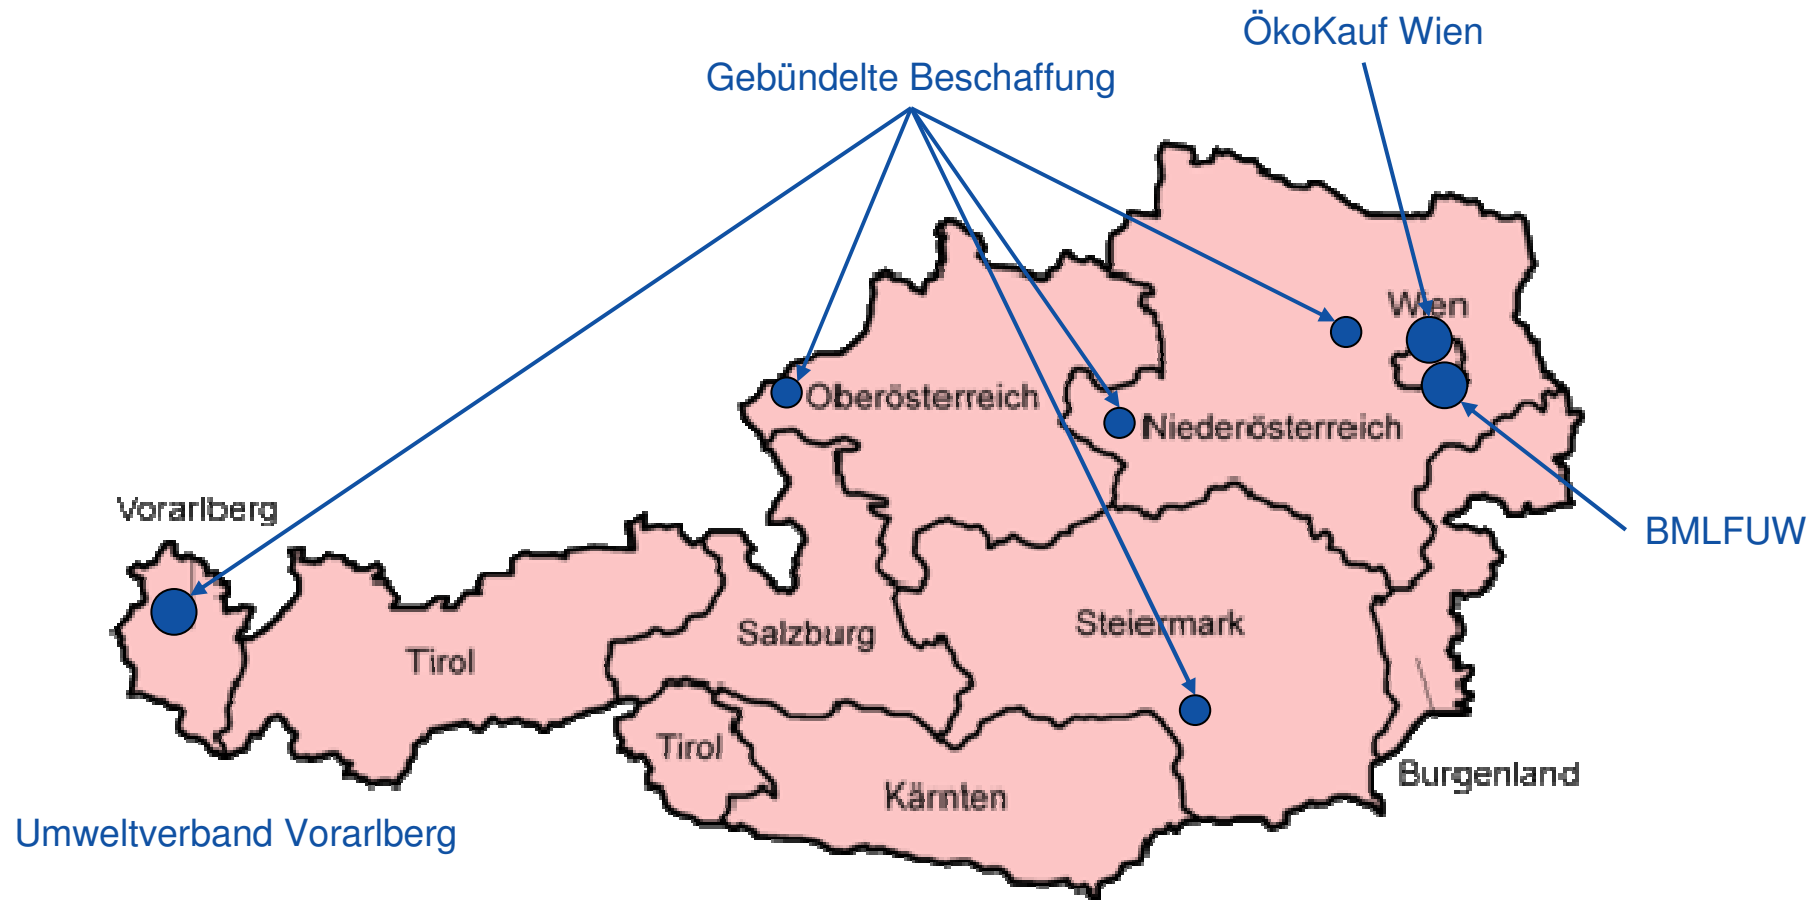 ÖkoKauf Wien
Gebündelte Beschaffung
Wien
Oberösterreich
Niederösterreich
Vorarlberg
BMLFUW
Salzburg
Steiermark
Tirol
Tirol
Burgenland
Kärnten
Umweltverband Vorarlberg